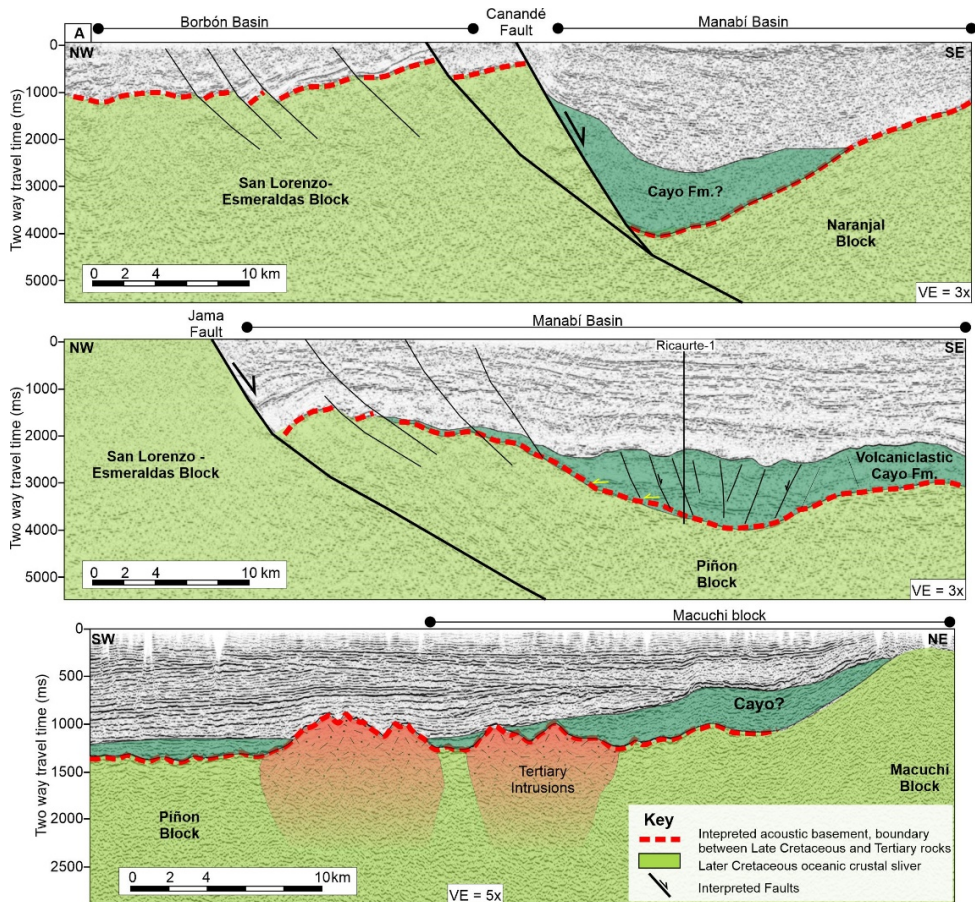 Borbón Basin
Canandé
Fault
Manabí Basin
A
NW
SE
0
1000
2000
3000
4000
5000
Two way travel time (ms)
San Lorenzo-
Esmeraldas Block
Cayo Fm.?
Naranjal
Block
0 2 4 10 km
VE = 3x
Jama
Fault
Manabí Basin
NW
SE
Ricaurte-1
0
1000
2000
3000
4000
5000
Two way travel time (ms)
San Lorenzo -
Esmeraldas Block
Volcaniclastic
Cayo Fm.
Piñon
Block
0 2 4 10 km
VE = 3x
Macuchi block
SW
NE
0
500
1000
1500
2000
2500
Two way travel time (ms)
Cayo?
Tertiary
Intrusions
Piñon
Block
Macuchi
Block
0 2 4 10km
VE = 5x
Key
Intepreted acoustic basement, boundary
between Late Cretaceous and Tertiary rocks
Later Cretaceous oceanic crustal sliver
Interpreted Faults